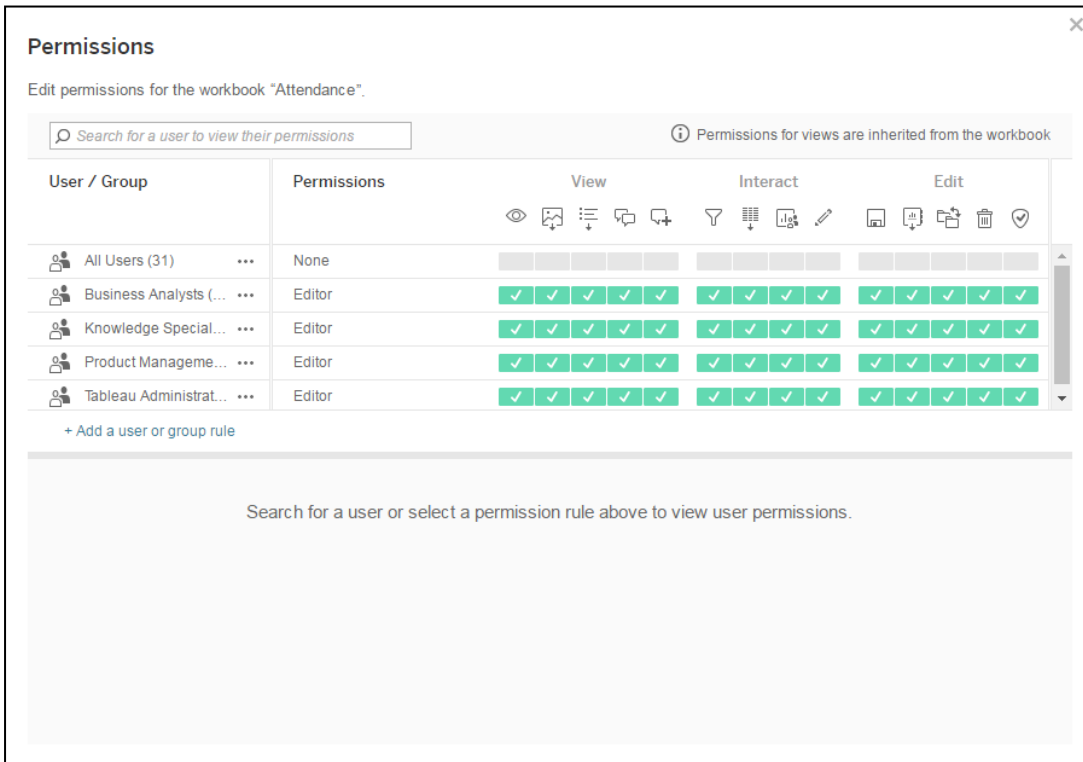 Permissions
Edit permissions for the workbook “Attendance”.
Search for a user to view their permissions
Permissions for views are inherited from the workbook
User / Group Permissions View Interact Edit
All Users (31) ••• None
Business Analysts (... ••• Editor
Knowledge Special... ••• Editor
Product Manageme... ••• Editor
Tableau Administrat... ••• Editor
+ Add a user or group rule
Search for a user or select a permission rule above to view user permissions.